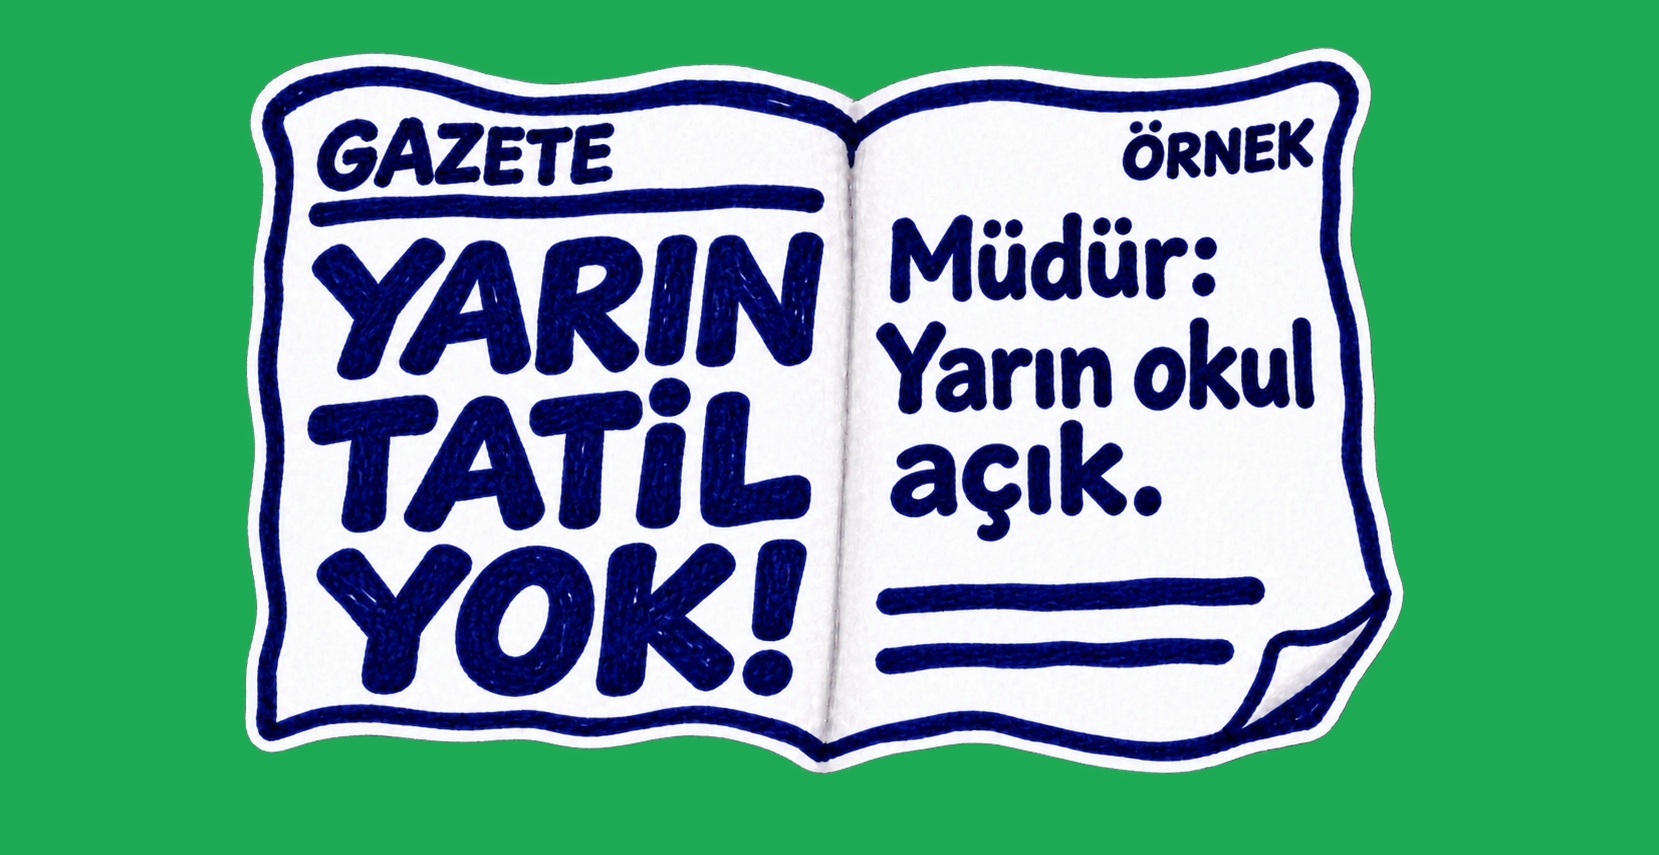 GAZETE
YARIN
TATİL
YOK!
ÖRNEK
Müdür:
Yarın okul
açık.